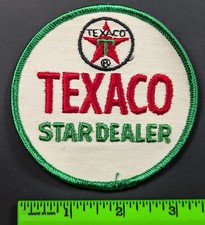 TEXACO
T
®
TEXACO
STAR DEALER
1 2 3